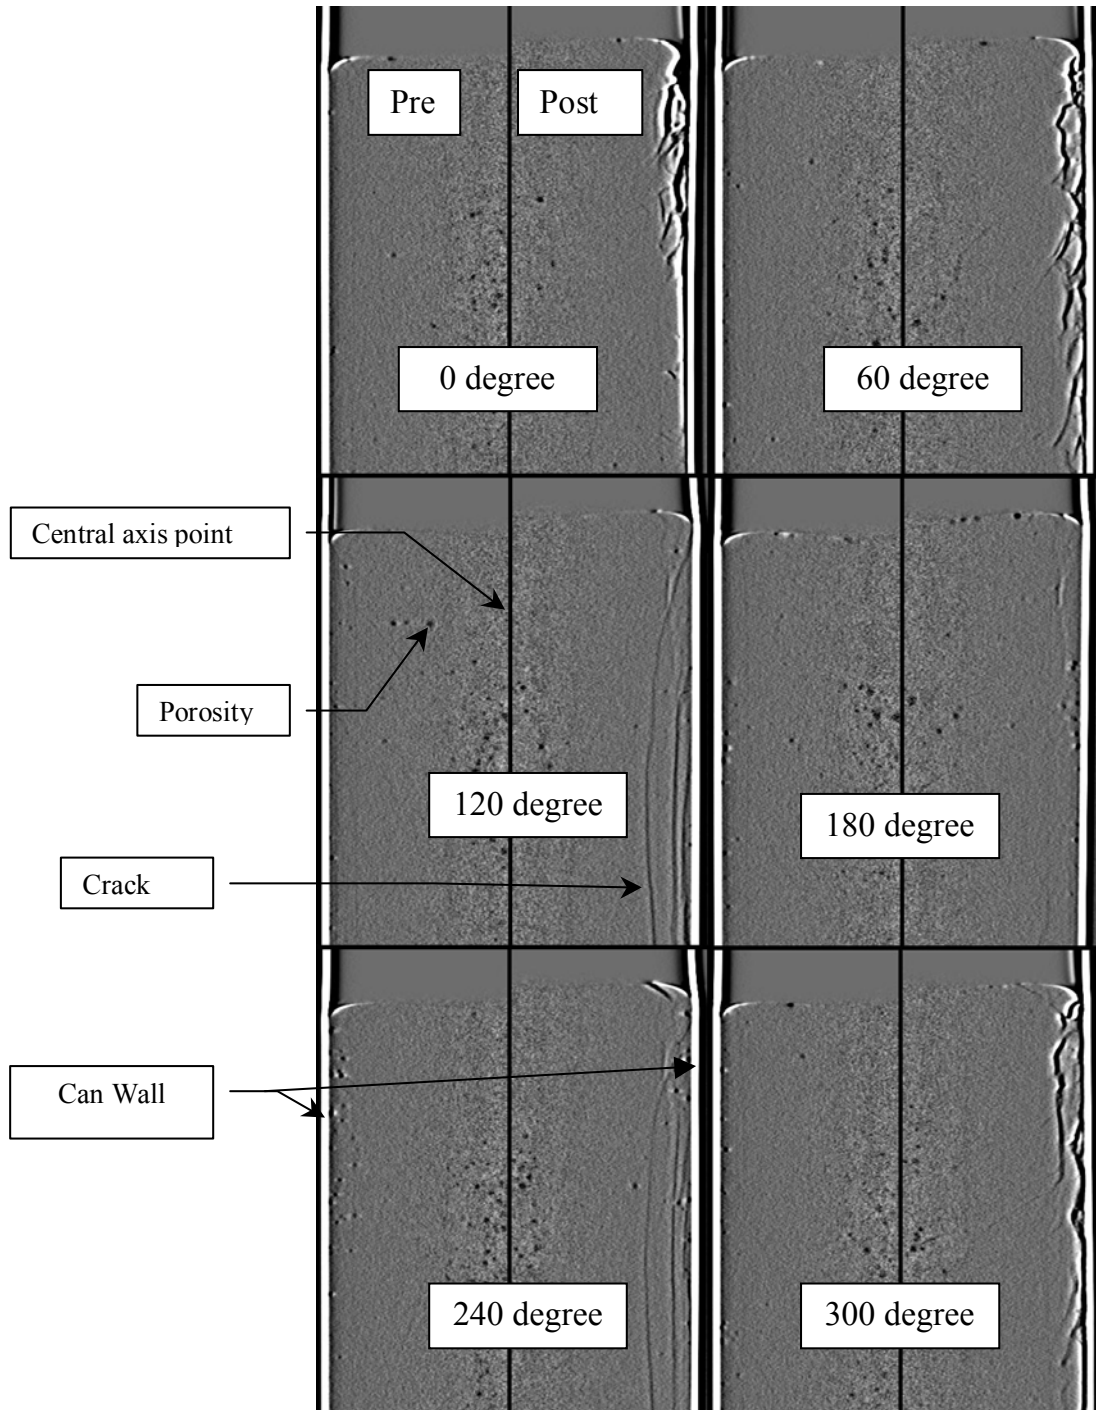 Pre
Post
0 degree
60 degree
Central axis point
Porosity
120 degree
180 degree
Crack
Can Wall
240 degree
300 degree